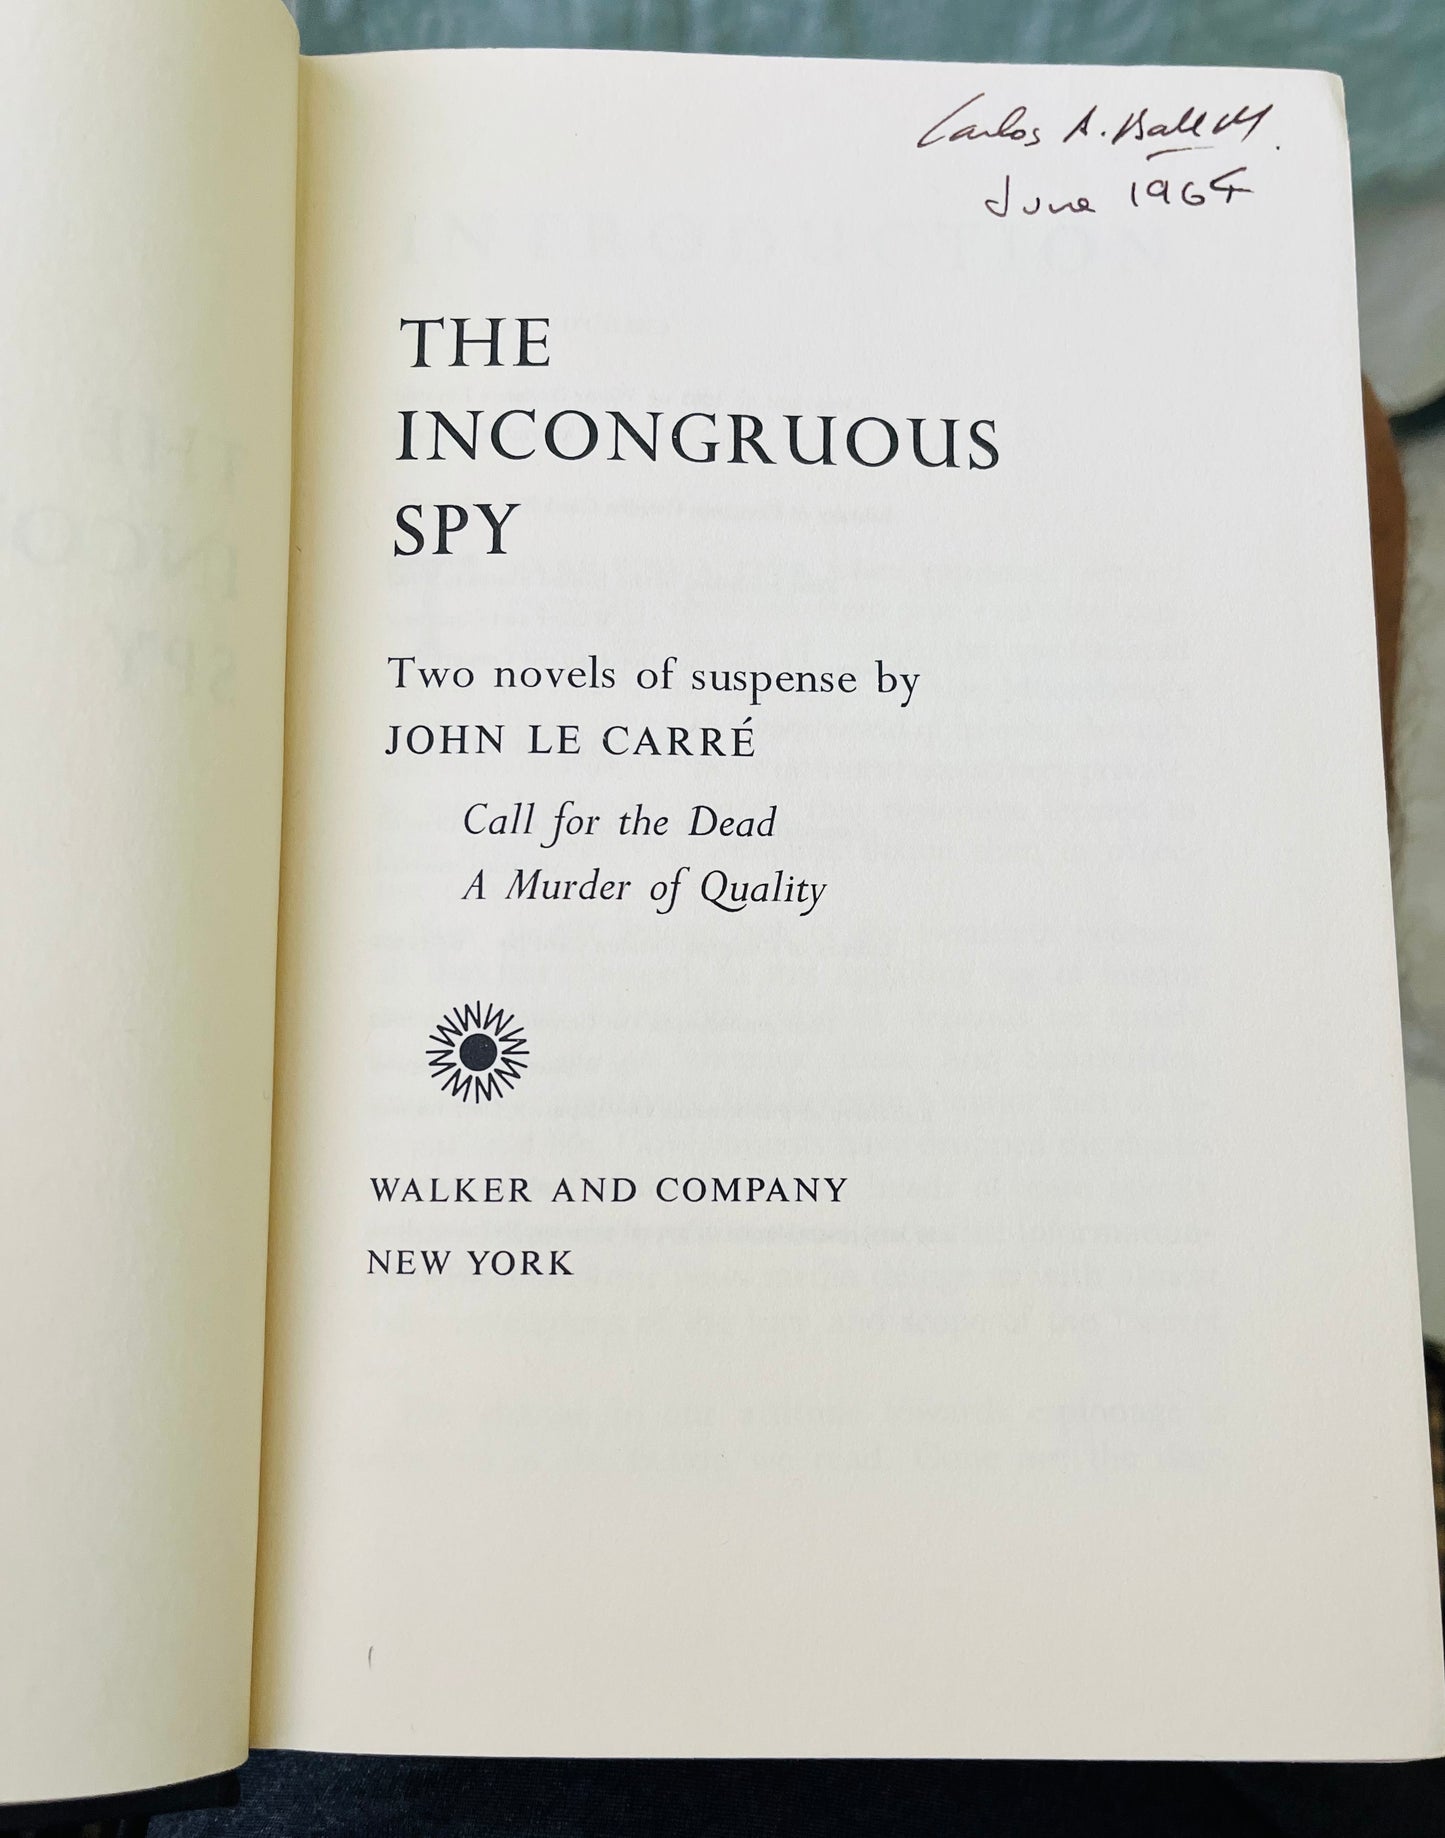 Carlos A. Ball M.
June 1964
THE
INCONGRUOUS
SPY
Two novels of suspense by
JOHN LE CARRÉ
Call for the Dead
A Murder of Quality
WALKER AND COMPANY
NEW YORK